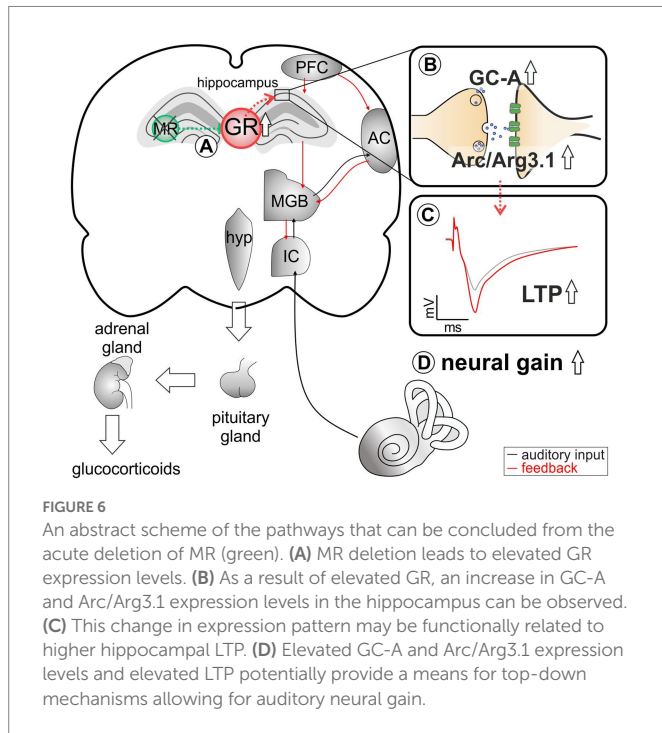 PFC
hippocampus
MR
GR
A
AC
MGB
hyp
IC
adrenal
gland
pituitary
gland
glucocorticoids
B
GC-A
Arc/Arg3.1
C
mV
ms
LTP
D neural gain
auditory input
feedback
FIGURE 6
An abstract scheme of the pathways that can be concluded from the
acute deletion of MR (green). (A) MR deletion leads to elevated GR
expression levels. (B) As a result of elevated GR, an increase in GC-A
and Arc/Arg3.1 expression levels in the hippocampus can be observed.
(C) This change in expression pattern may be functionally related to
higher hippocampal LTP. (D) Elevated GC-A and Arc/Arg3.1 expression
levels and elevated LTP potentially provide a means for top-down
mechanisms allowing for auditory neural gain.